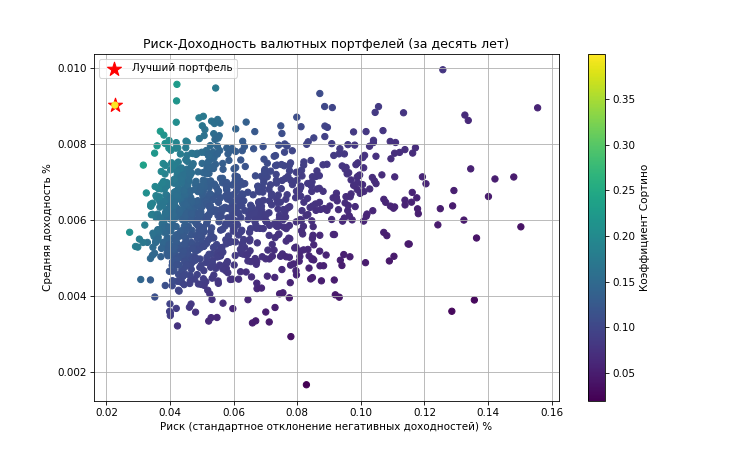 Риск-Доходность валютных портфелей (за десять лет)
Лучший портфель
0.010
0.008
0.006
0.004
0.002
Средняя доходность %
0.02 0.04 0.06 0.08 0.10 0.12 0.14 0.16
Риск (стандартное отклонение негативных доходностей) %
0.35
0.30
0.25
0.20
0.15
0.10
0.05
Коэффициент Сортино